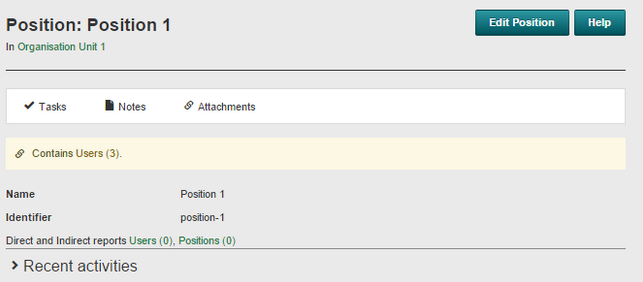 Position: Position 1
Edit Position
Help
In Organisation Unit 1
Tasks
Notes
Attachments
Contains Users (3).
Name Position 1
Identifier position-1
Direct and Indirect reports Users (0), Positions (0)
Recent activities